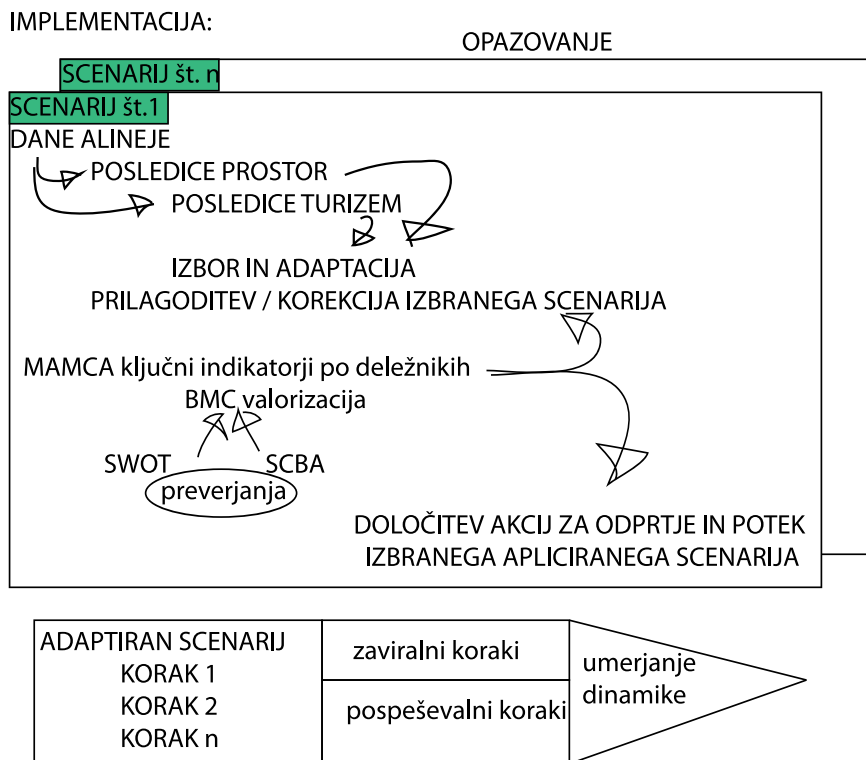 IMPLEMENTACIJA:
OPAZOVANJE
SCENARIJ št. n
SCENARIJ št.1
DANE ALINEJE
POSLEDICE PROSTOR
POSLEDICE TURIZEM
IZBOR IN ADAPTACIJA
PRILAGODITEV / KOREKCIJA IZBRANEGA SCENARIJA
MAMCA ključni indikatorji po deležnikih
BMC valorizacija
SWOT SCBA
preverjanja
DOLOČITEV AKCIJ ZA ODPRTJE IN POTEK
IZBRANEGA APLICIRANEGA SCENARIJA
ADAPTIRAN SCENARIJ
KORAK 1
KORAK 2
KORAK n
zaviralni koraki
pospeševalni koraki
umerjanje
dinamike